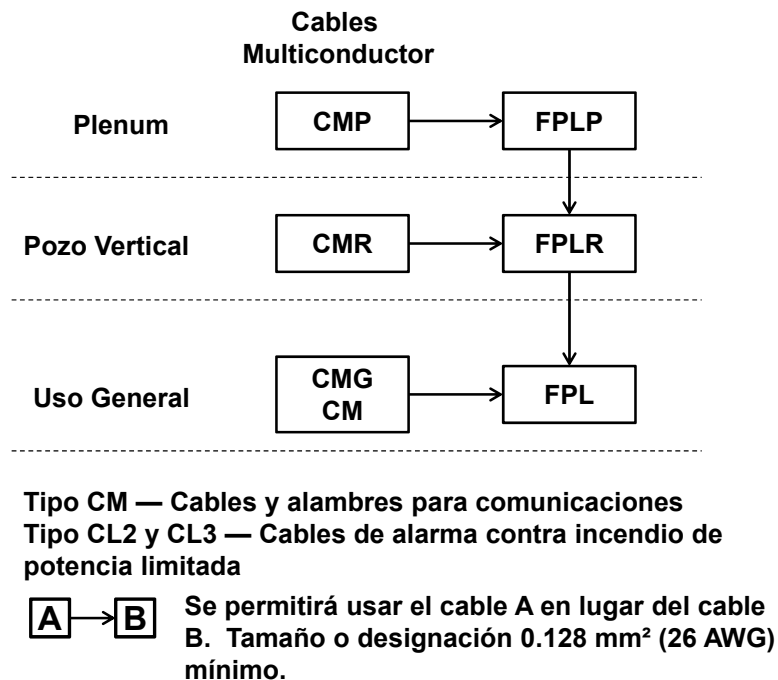 Cables
Multiconductor
Plenum
CMP
FPLP
Pozo Vertical
CMR
FPLR
Uso General
CMG
CM
FPL
Tipo CM — Cables y alambres para comunicaciones
Tipo CL2 y CL3 — Cables de alarma contra incendio de
potencia limitada
A
B
Se permitirá usar el cable A en lugar del cable
B. Tamaño o designación 0.128 mm² (26 AWG)
mínimo.